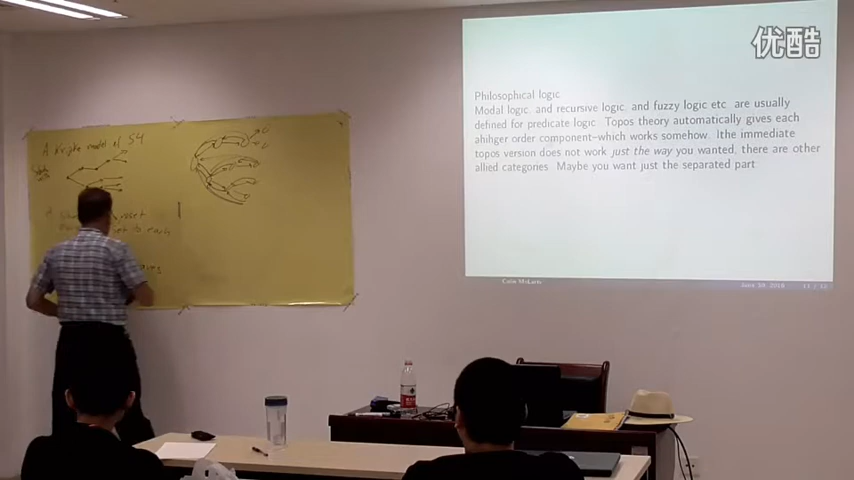 优酷
A Kripke model of S4
Philosophical logic
Modal logic, and recursive logic, and fuzzy logic etc are usually
defined for predicate logic. Topos theory automatically gives each
ahihger order component–which works somehow. Ithe immediate
topos version does not work just the way you wanted, there are other
allied categories. Maybe you want just the separated part
Colin McLarty
11 / 12